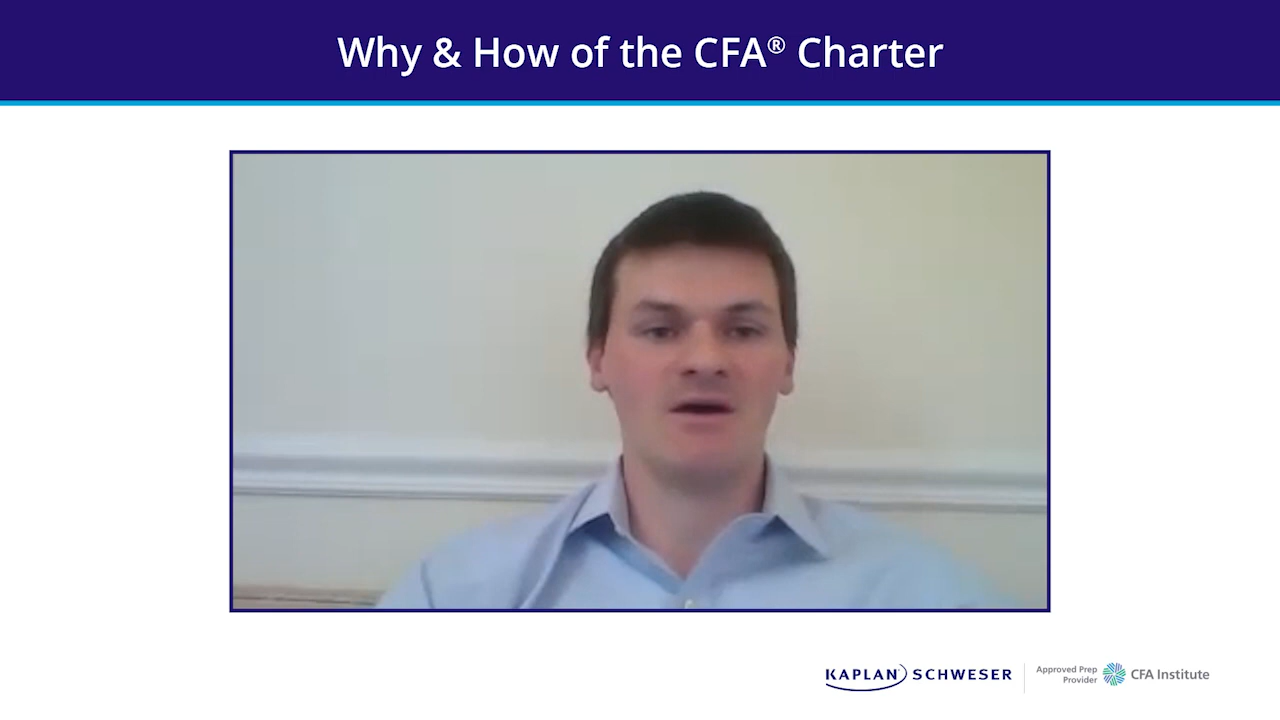 Why & How of the CFA® Charter
KAPLAN SCHWESER
Approved Prep
Provider
CFA Institute